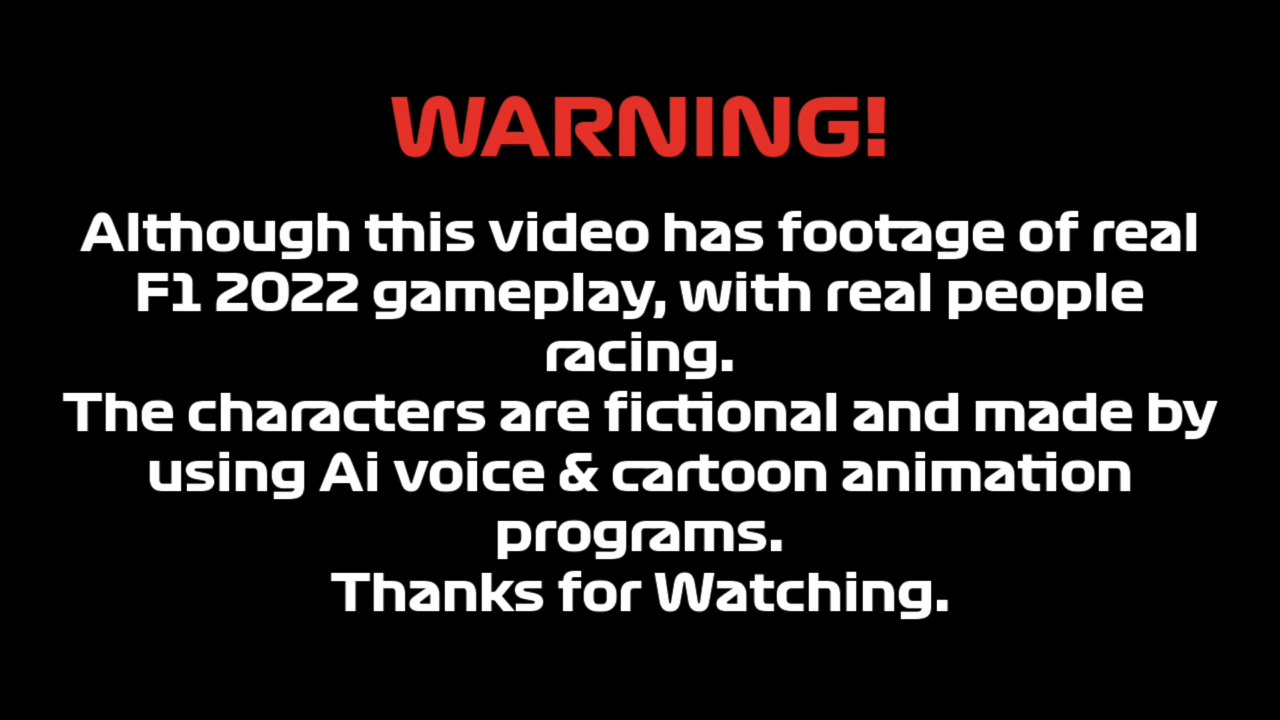 WARNING!
Although this video has footage of real
F1 2022 gameplay, with real people
racing.
The characters are fictional and made by
using Ai voice & cartoon animation
programs.
Thanks for Watching.